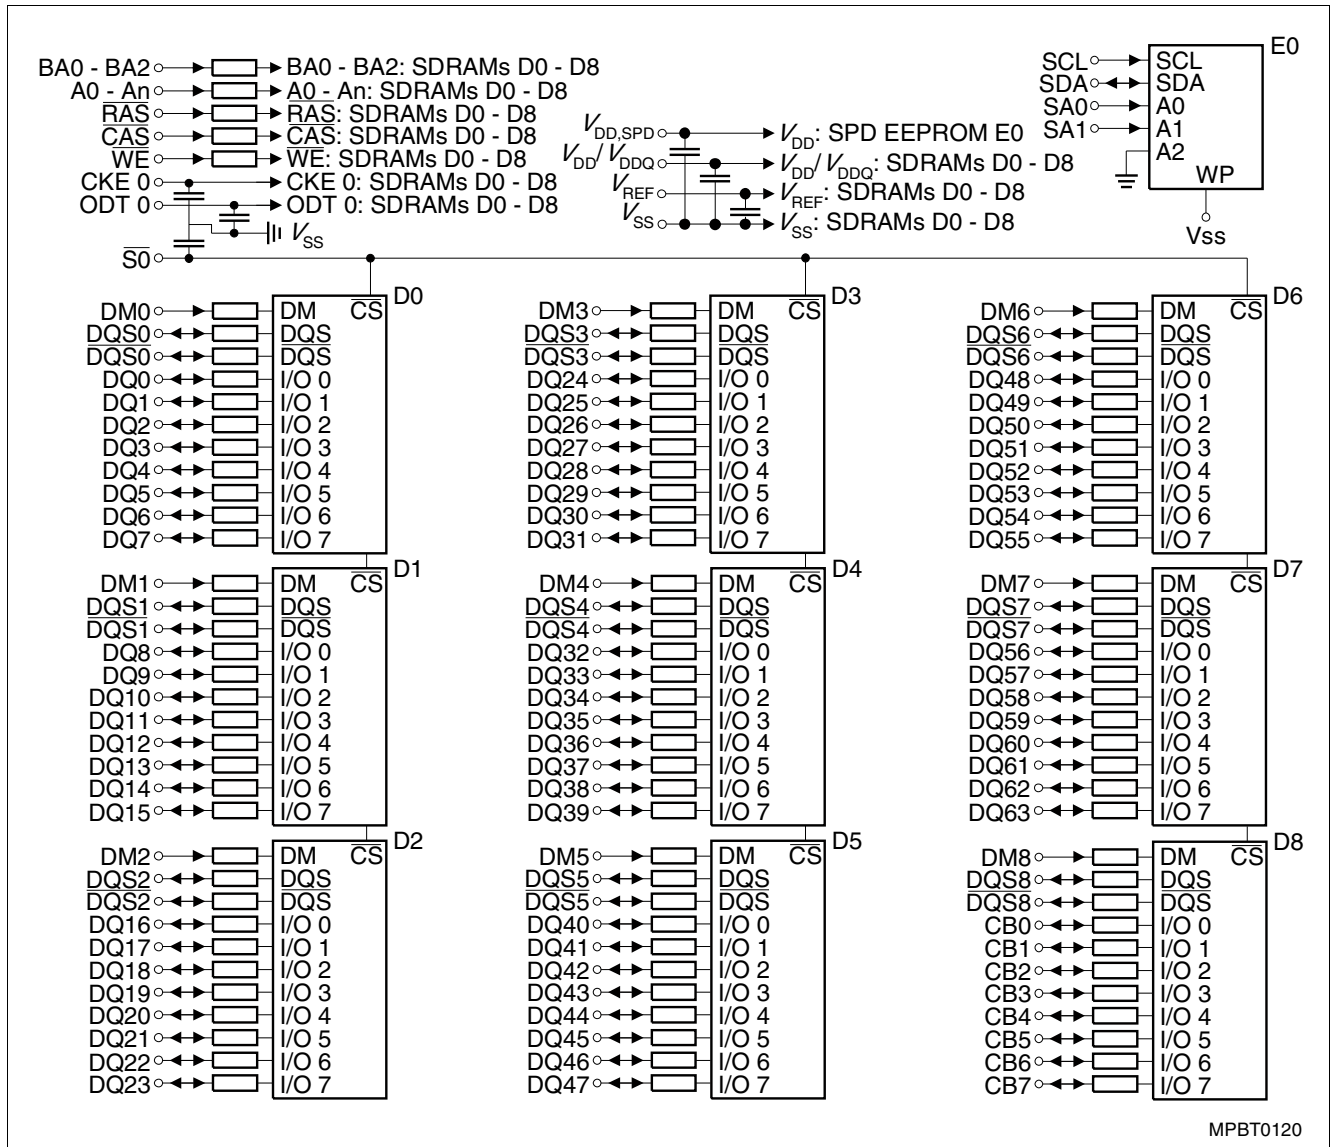 BA0 - BA2 BA0 - BA2: SDRAMs D0 - D8
A0 - An A0 - An: SDRAMs D0 - D8
RAS RAS: SDRAMs D0 - D8
CAS CAS: SDRAMs D0 - D8
WE WE: SDRAMs D0 - D8
CKE 0 CKE 0: SDRAMs D0 - D8
ODT 0 ODT 0: SDRAMs D0 - D8
VSS
S0
VDD,SPD VDD: SPD EEPROM E0
VDD/ VDDQ VDD/ VDDQ: SDRAMs D0 - D8
VREF VREF: SDRAMs D0 - D8
VSS VSS: SDRAMs D0 - D8
E0
SCL SCL
SDA SDA
SA0 A0
SA1 A1
A2
WP
Vss
D0
DM0 DM CS
DQS0 DQS
DQS0 DQS
DQ0 I/O 0
DQ1 I/O 1
DQ2 I/O 2
DQ3 I/O 3
DQ4 I/O 4
DQ5 I/O 5
DQ6 I/O 6
DQ7 I/O 7
D1
DM1 DM CS
DQS1 DQS
DQS1 DQS
DQ8 I/O 0
DQ9 I/O 1
DQ10 I/O 2
DQ11 I/O 3
DQ12 I/O 4
DQ13 I/O 5
DQ14 I/O 6
DQ15 I/O 7
D2
DM2 DM CS
DQS2 DQS
DQS2 DQS
DQ16 I/O 0
DQ17 I/O 1
DQ18 I/O 2
DQ19 I/O 3
DQ20 I/O 4
DQ21 I/O 5
DQ22 I/O 6
DQ23 I/O 7
D3
DM3 DM CS
DQS3 DQS
DQS3 DQS
DQ24 I/O 0
DQ25 I/O 1
DQ26 I/O 2
DQ27 I/O 3
DQ28 I/O 4
DQ29 I/O 5
DQ30 I/O 6
DQ31 I/O 7
D4
DM4 DM CS
DQS4 DQS
DQS4 DQS
DQ32 I/O 0
DQ33 I/O 1
DQ34 I/O 2
DQ35 I/O 3
DQ36 I/O 4
DQ37 I/O 5
DQ38 I/O 6
DQ39 I/O 7
D5
DM5 DM CS
DQS5 DQS
DQS5 DQS
DQ40 I/O 0
DQ41 I/O 1
DQ42 I/O 2
DQ43 I/O 3
DQ44 I/O 4
DQ45 I/O 5
DQ46 I/O 6
DQ47 I/O 7
D6
DM6 DM CS
DQS6 DQS
DQS6 DQS
DQ48 I/O 0
DQ49 I/O 1
DQ50 I/O 2
DQ51 I/O 3
DQ52 I/O 4
DQ53 I/O 5
DQ54 I/O 6
DQ55 I/O 7
D7
DM7 DM CS
DQS7 DQS
DQS7 DQS
DQ56 I/O 0
DQ57 I/O 1
DQ58 I/O 2
DQ59 I/O 3
DQ60 I/O 4
DQ61 I/O 5
DQ62 I/O 6
DQ63 I/O 7
D8
DM8 DM CS
DQS8 DQS
DQS8 DQS
CB0 I/O 0
CB1 I/O 1
CB2 I/O 2
CB3 I/O 3
CB4 I/O 4
CB5 I/O 5
CB6 I/O 6
CB7 I/O 7
MPBT0120